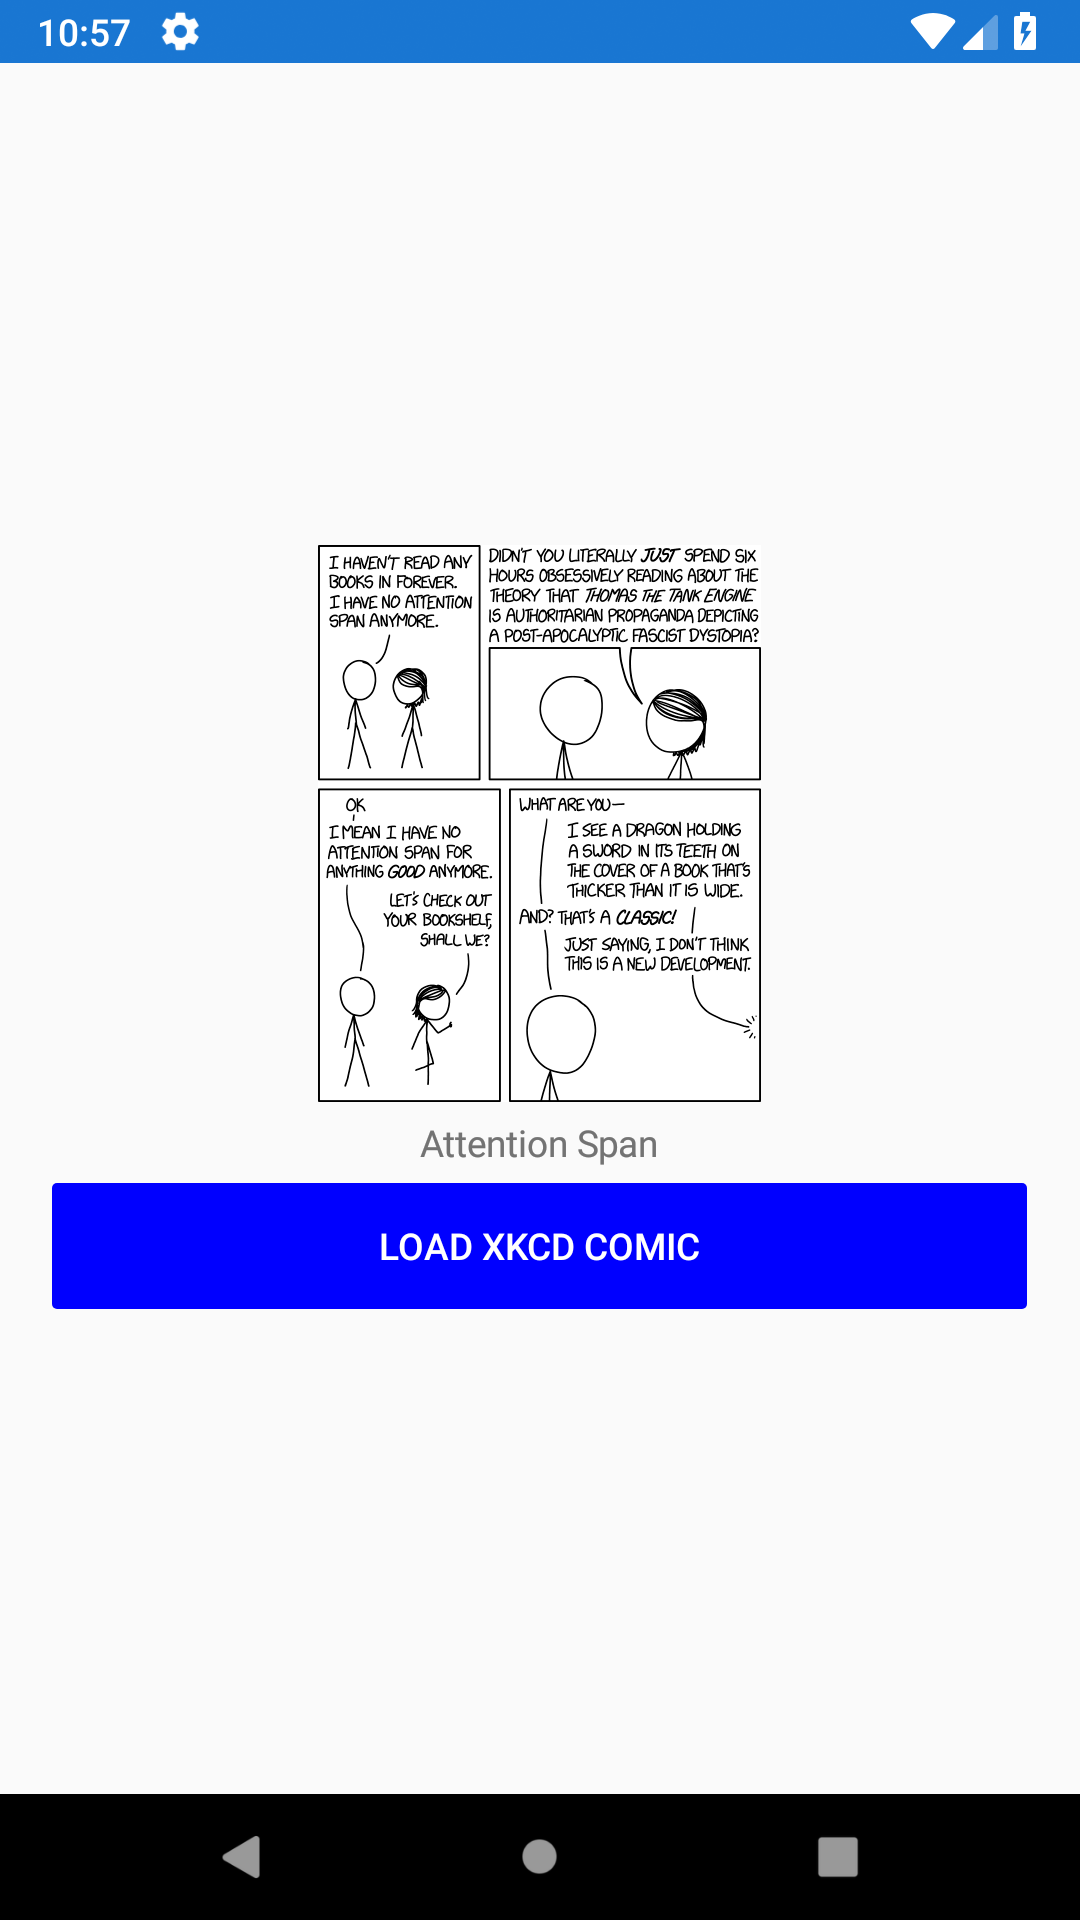 10:57
I HAVEN'T READ ANY
BOOKS IN FOREVER.
I HAVE NO ATTENTION
SPAN ANYMORE.
DIDN'T YOU LITERALLY JUST SPEND SIX
HOURS OBSESSIVELY READING ABOUT THE
THEORY THAT THOMAS THE TANK ENGINE
IS AUTHORITARIAN PROPAGANDA DEPICTING
A POST-APOCALYPTIC FASCIST DYSTOPIA?
OK
I MEAN I HAVE NO
ATTENTION SPAN FOR
ANYTHING GOOD ANYMORE.
LET'S CHECK OUT
YOUR BOOKSHELF,
SHALL WE?
WHAT ARE YOU—
I SEE A DRAGON HOLDING
A SWORD IN ITS TEETH ON
THE COVER OF A BOOK THAT'S
THICKER THAN IT IS WIDE.
AND? THAT'S A CLASSIC!
JUST SAYING, I DON'T THINK
THIS IS A NEW DEVELOPMENT.
Attention Span
LOAD XKCD COMIC